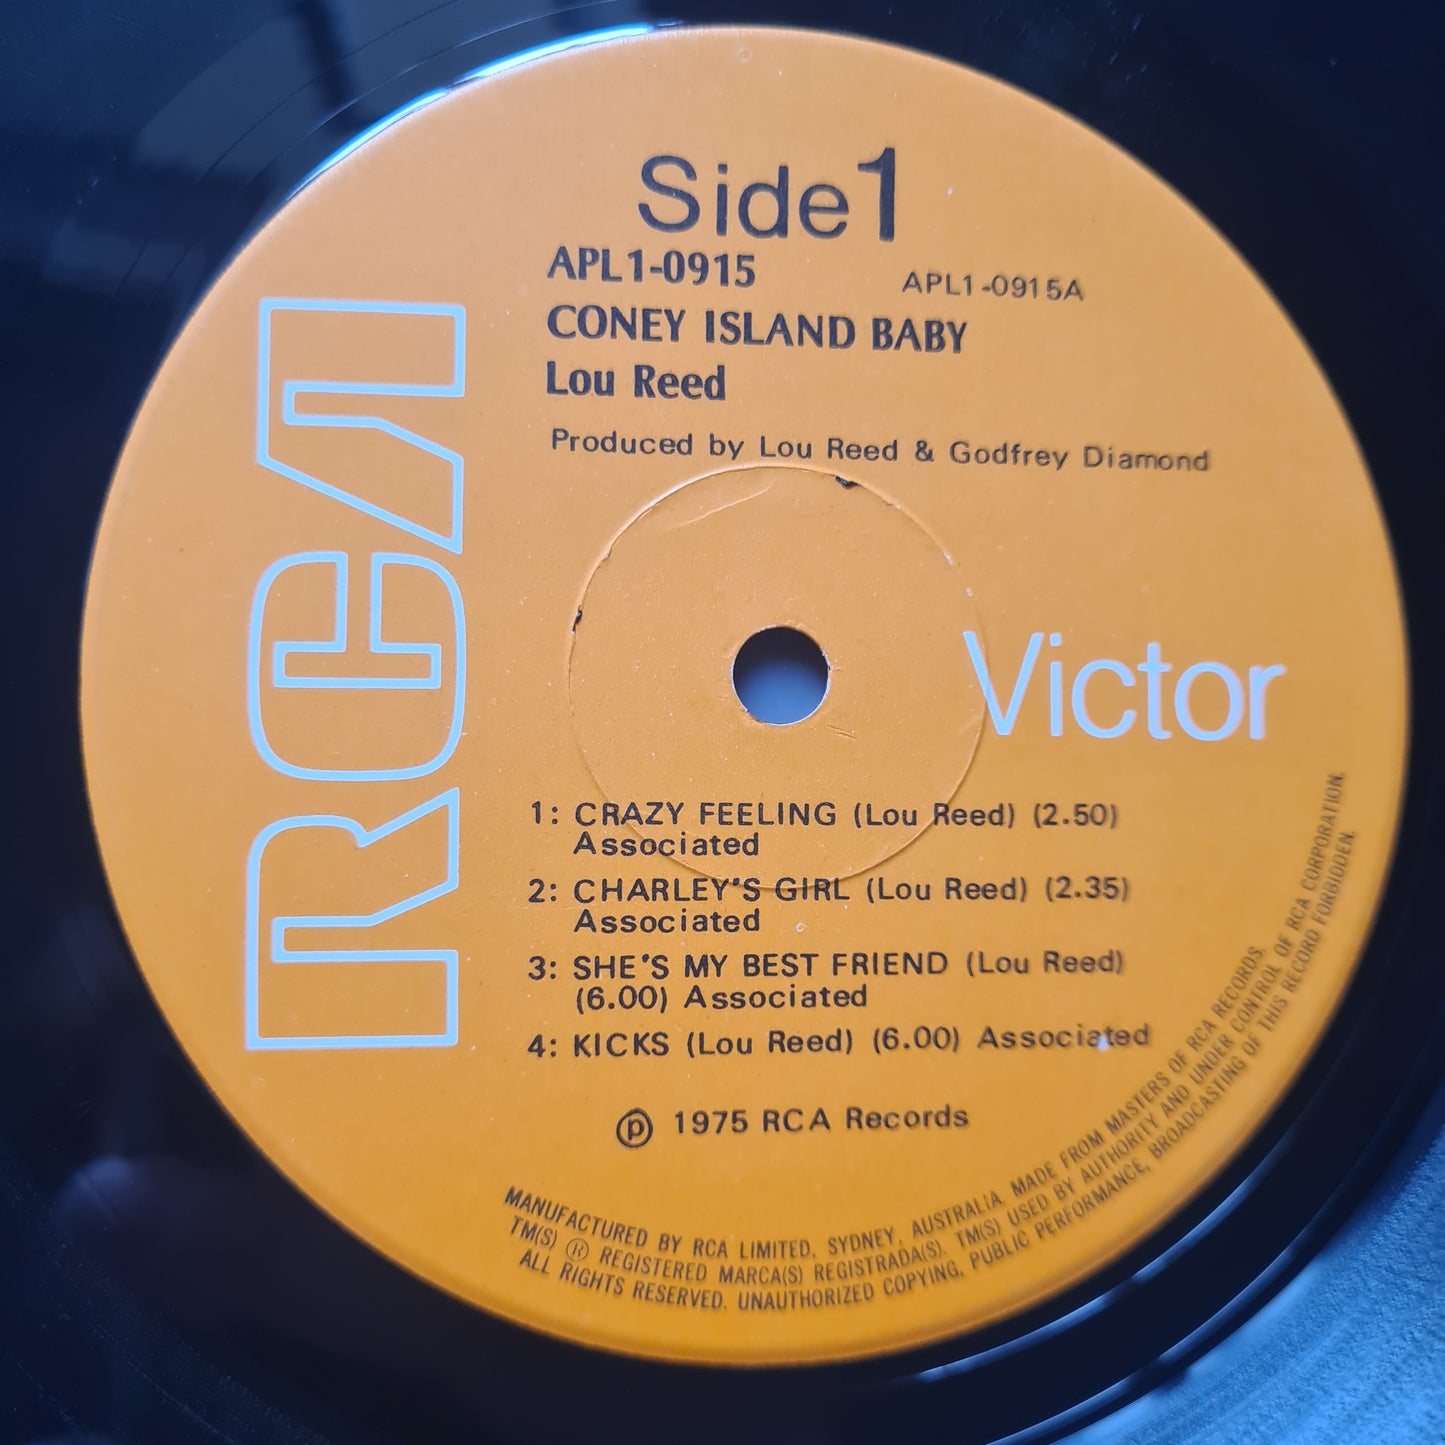 Side 1
APL1-0915 APL1-0915A
CONEY ISLAND BABY
Lou Reed
Produced by Lou Reed & Godfrey Diamond
RCA
Victor
1: CRAZY FEELING (Lou Reed) (2.50)
Associated
2: CHARLEY'S GIRL (Lou Reed) (2.35)
Associated
3: SHE'S MY BEST FRIEND (Lou Reed)
(6.00) Associated
4: KICKS (Lou Reed) (6.00) Associated
℗ 1975 RCA Records
MANUFACTURED BY RCA LIMITED, SYDNEY, AUSTRALIA. MADE FROM MASTERS OF RCA RECORDS.
TM(S) ® REGISTERED MARCA(S) REGISTRADA(S). TM(S) USED BY AUTHORITY AND UNDER CONTROL OF RCA CORPORATION.
ALL RIGHTS RESERVED. UNAUTHORIZED COPYING, PUBLIC PERFORMANCE, BROADCASTING OF THIS RECORD FORBIDDEN.